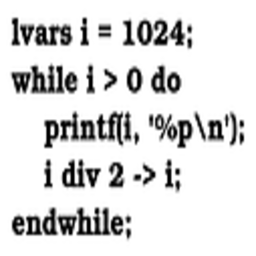 lvars i = 1024;
while i > 0 do
printf(i, '%p\n');
i div 2 -> i;
endwhile;